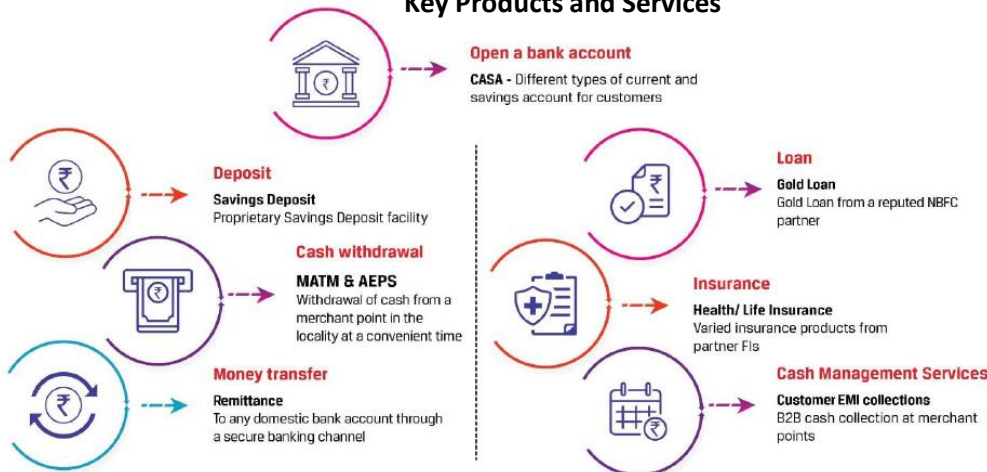 Key Products and Services
Open a bank account
CASA - Different types of current and
savings account for customers
Deposit
Savings Deposit
Proprietary Savings Deposit facility
Cash withdrawal
MATM & AEPS
Withdrawal of cash from a
merchant point in the
locality at a convenient time
Money transfer
Remittance
To any domestic bank account through
a secure banking channel
Loan
Gold Loan
Gold Loan from a reputed NBFC
partner
Insurance
Health/ Life Insurance
Varied insurance products from
partner FIs
Cash Management Services
Customer EMI collections
B2B cash collection at merchant
points